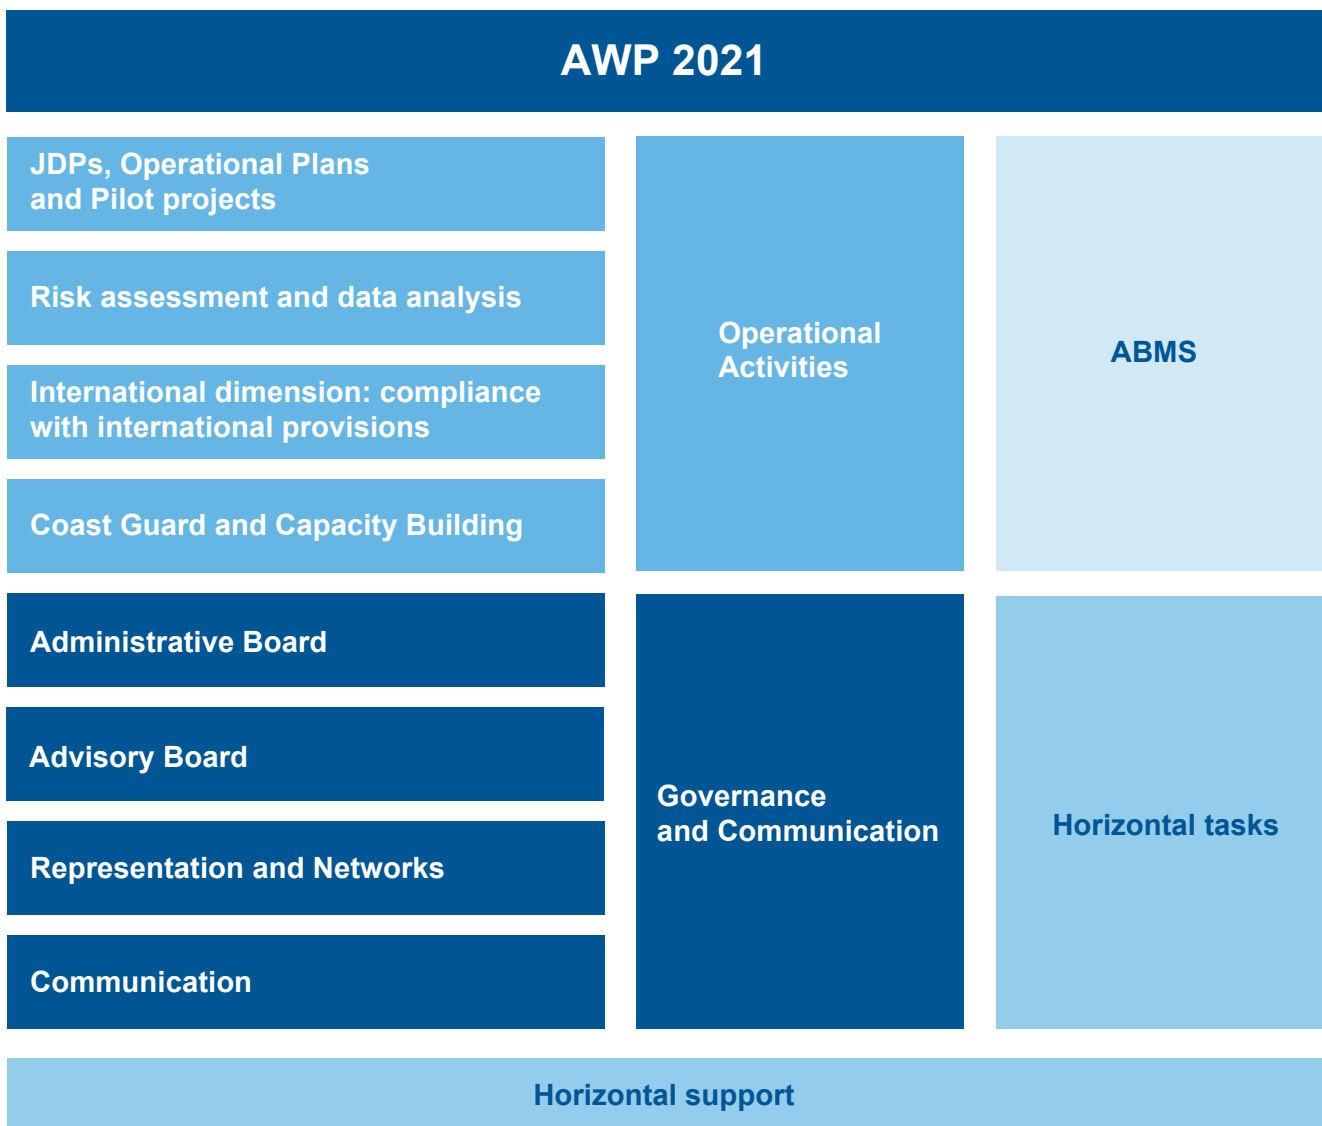 AWP 2021
JDPs, Operational Plans
and Pilot projects
Risk assessment and data analysis
International dimension: compliance
with international provisions
Coast Guard and Capacity Building
Operational
Activities
ABMS
Administrative Board
Advisory Board
Representation and Networks
Communication
Governance
and Communication
Horizontal tasks
Horizontal support